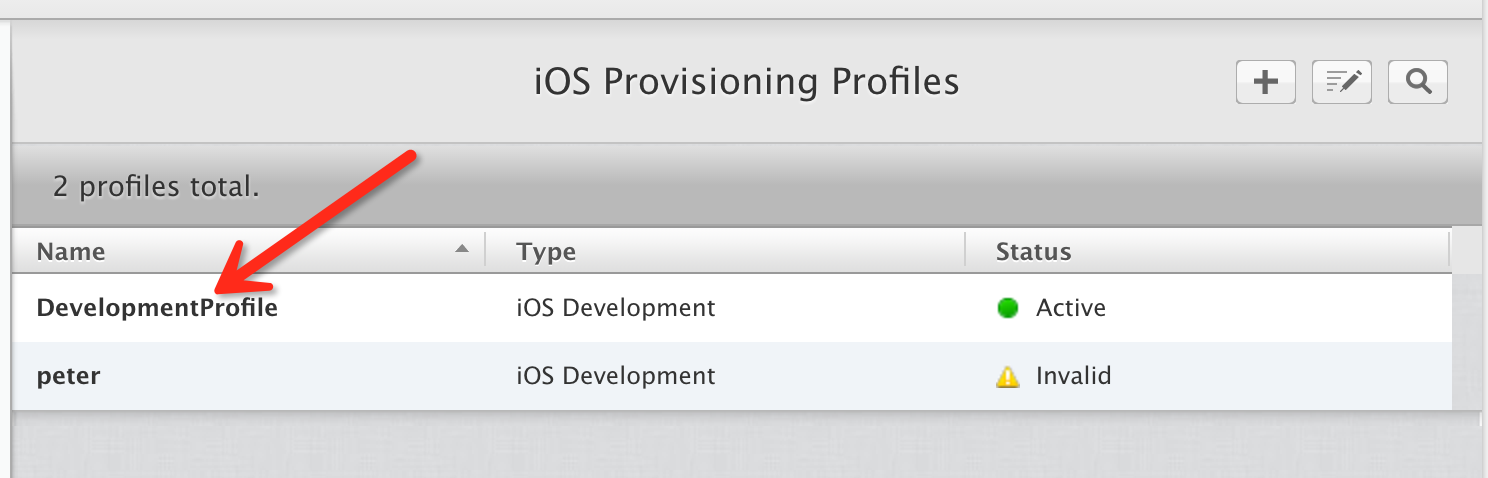 iOS Provisioning Profiles
2 profiles total.
Name Type Status
DevelopmentProfile iOS Development Active
peter iOS Development Invalid